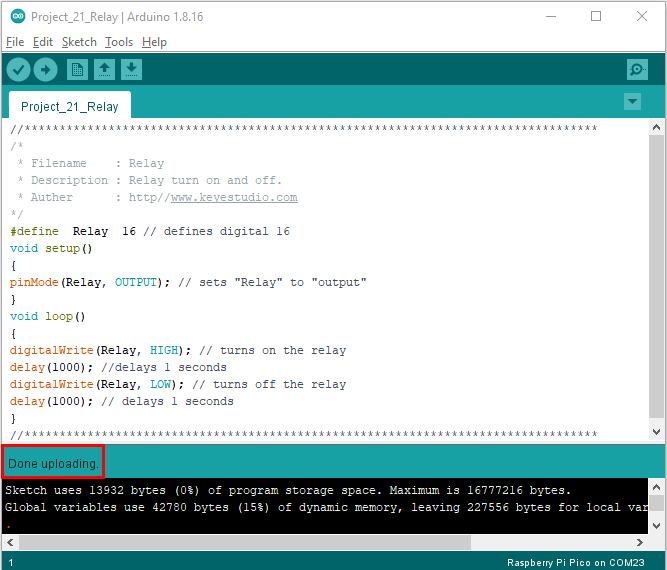 Project_21_Relay | Arduino 1.8.16
File Edit Sketch Tools Help
Project_21_Relay
//**********************************************************************************
/*
 * Filename    : Relay
 * Description : Relay turn on and off.
 * Auther      : http//www.keyestudio.com
*/
#define  Relay  16 // defines digital 16
void setup()
{
pinMode(Relay, OUTPUT); // sets "Relay" to "output"
}
void loop()
{
digitalWrite(Relay, HIGH); // turns on the relay
delay(1000); //delays 1 seconds
digitalWrite(Relay, LOW); // turns off the relay
delay(1000); // delays 1 seconds
}
//**********************************************************************************
Done uploading.
Sketch uses 13932 bytes (0%) of program storage space. Maximum is 16777216 bytes.
Global variables use 42780 bytes (15%) of dynamic memory, leaving 227556 bytes for local var
.
1 Raspberry Pi Pico on COM23